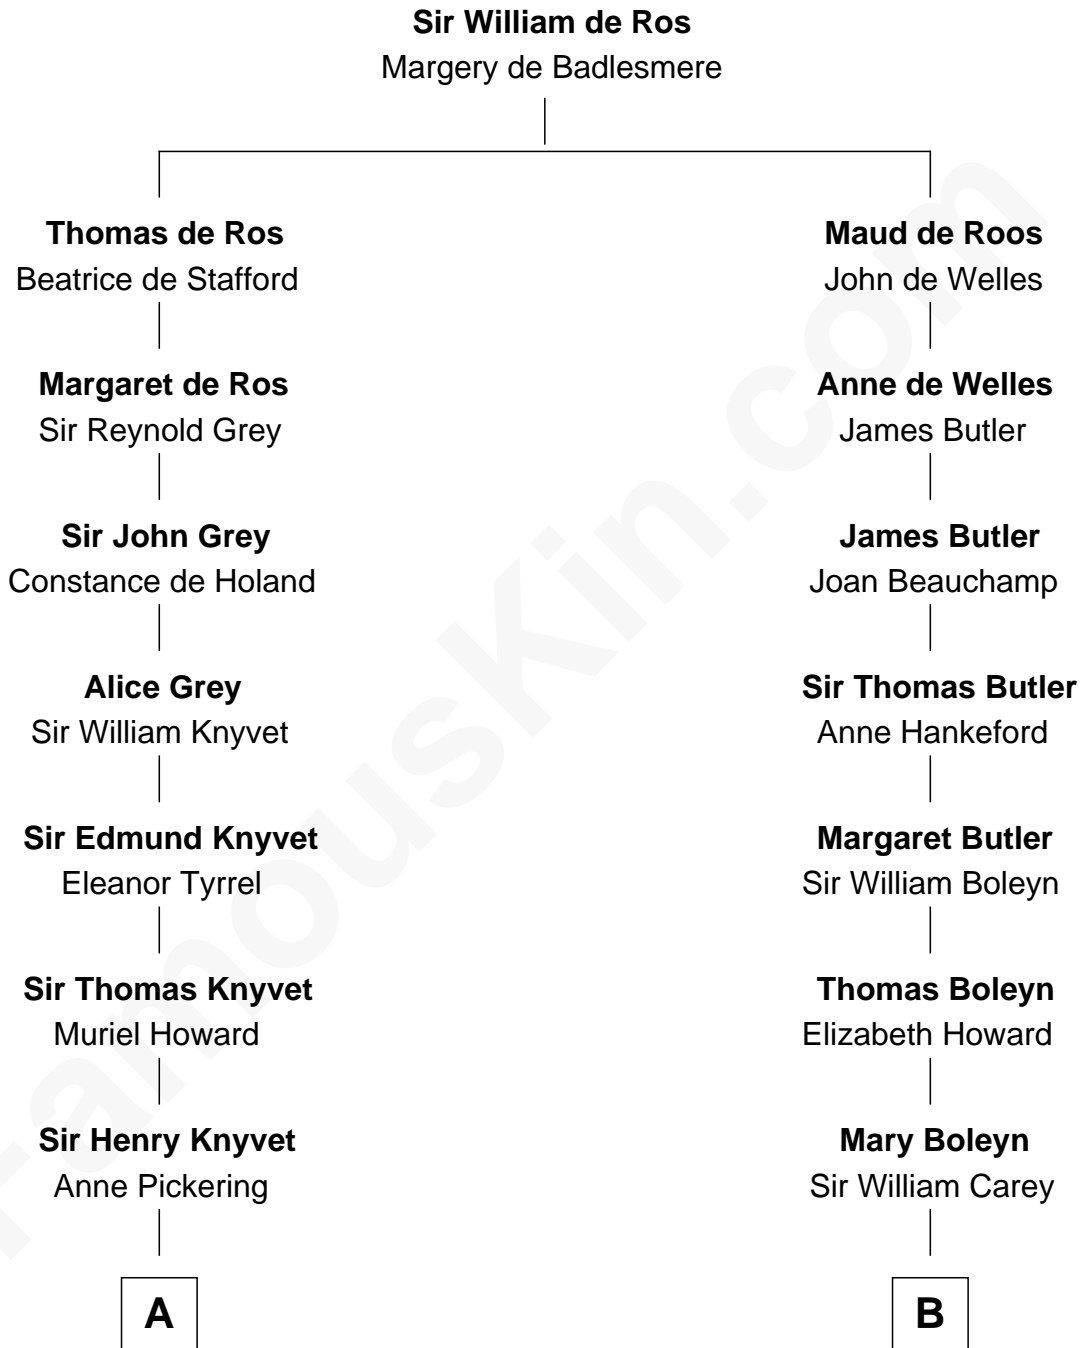 Sir William de Ros
Margery de Badlesmere
Thomas de Ros
Beatrice de Stafford
Margaret de Ros
Sir Reynold Grey
Sir John Grey
Constance de Holand
Alice Grey
Sir William Knyvet
Sir Edmund Knyvet
Eleanor Tyrrel
Sir Thomas Knyvet
Muriel Howard
Sir Henry Knyvet
Anne Pickering
A
Maud de Roos
John de Welles
Anne de Welles
James Butler
James Butler
Joan Beauchamp
Sir Thomas Butler
Anne Hankeford
Margaret Butler
Sir William Boleyn
Thomas Boleyn
Elizabeth Howard
Mary Boleyn
Sir William Carey
B
FamousKin.com